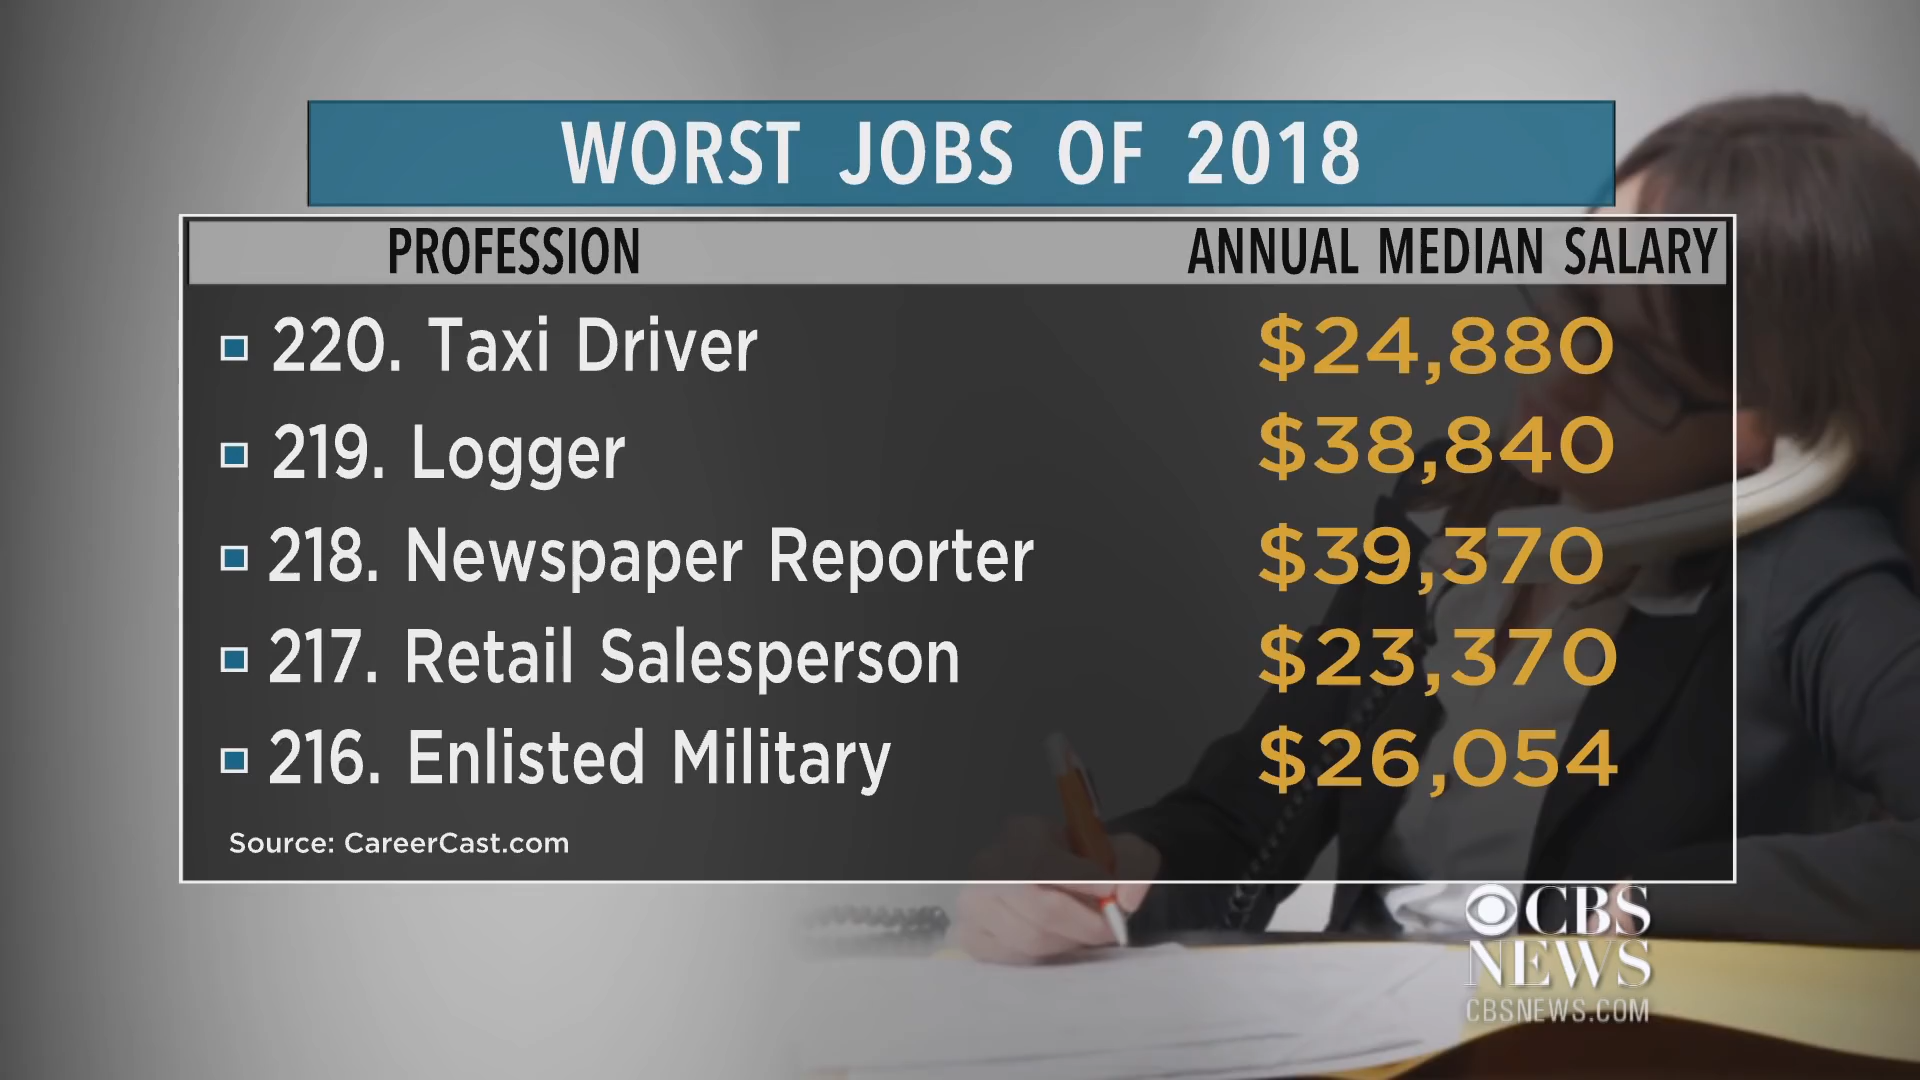 WORST JOBS OF 2018
PROFESSION ANNUAL MEDIAN SALARY
220. Taxi Driver $24,880
219. Logger $38,840
218. Newspaper Reporter $39,370
217. Retail Salesperson $23,370
216. Enlisted Military $26,054
Source: CareerCast.com
CBS
NEWS
CBSNEWS.COM